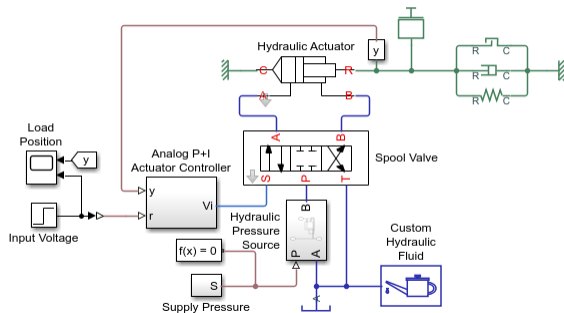 y
Hydraulic Actuator
C
R
R C
R C
R C
A
B
Load
Position
y
Analog P+I
Actuator Controller
A
B
Spool Valve
S P T
y
r
Vi
Input Voltage
Hydraulic
Pressure
Source
B
P A
f(x) = 0
S
Supply Pressure
A
Custom
Hydraulic
Fluid